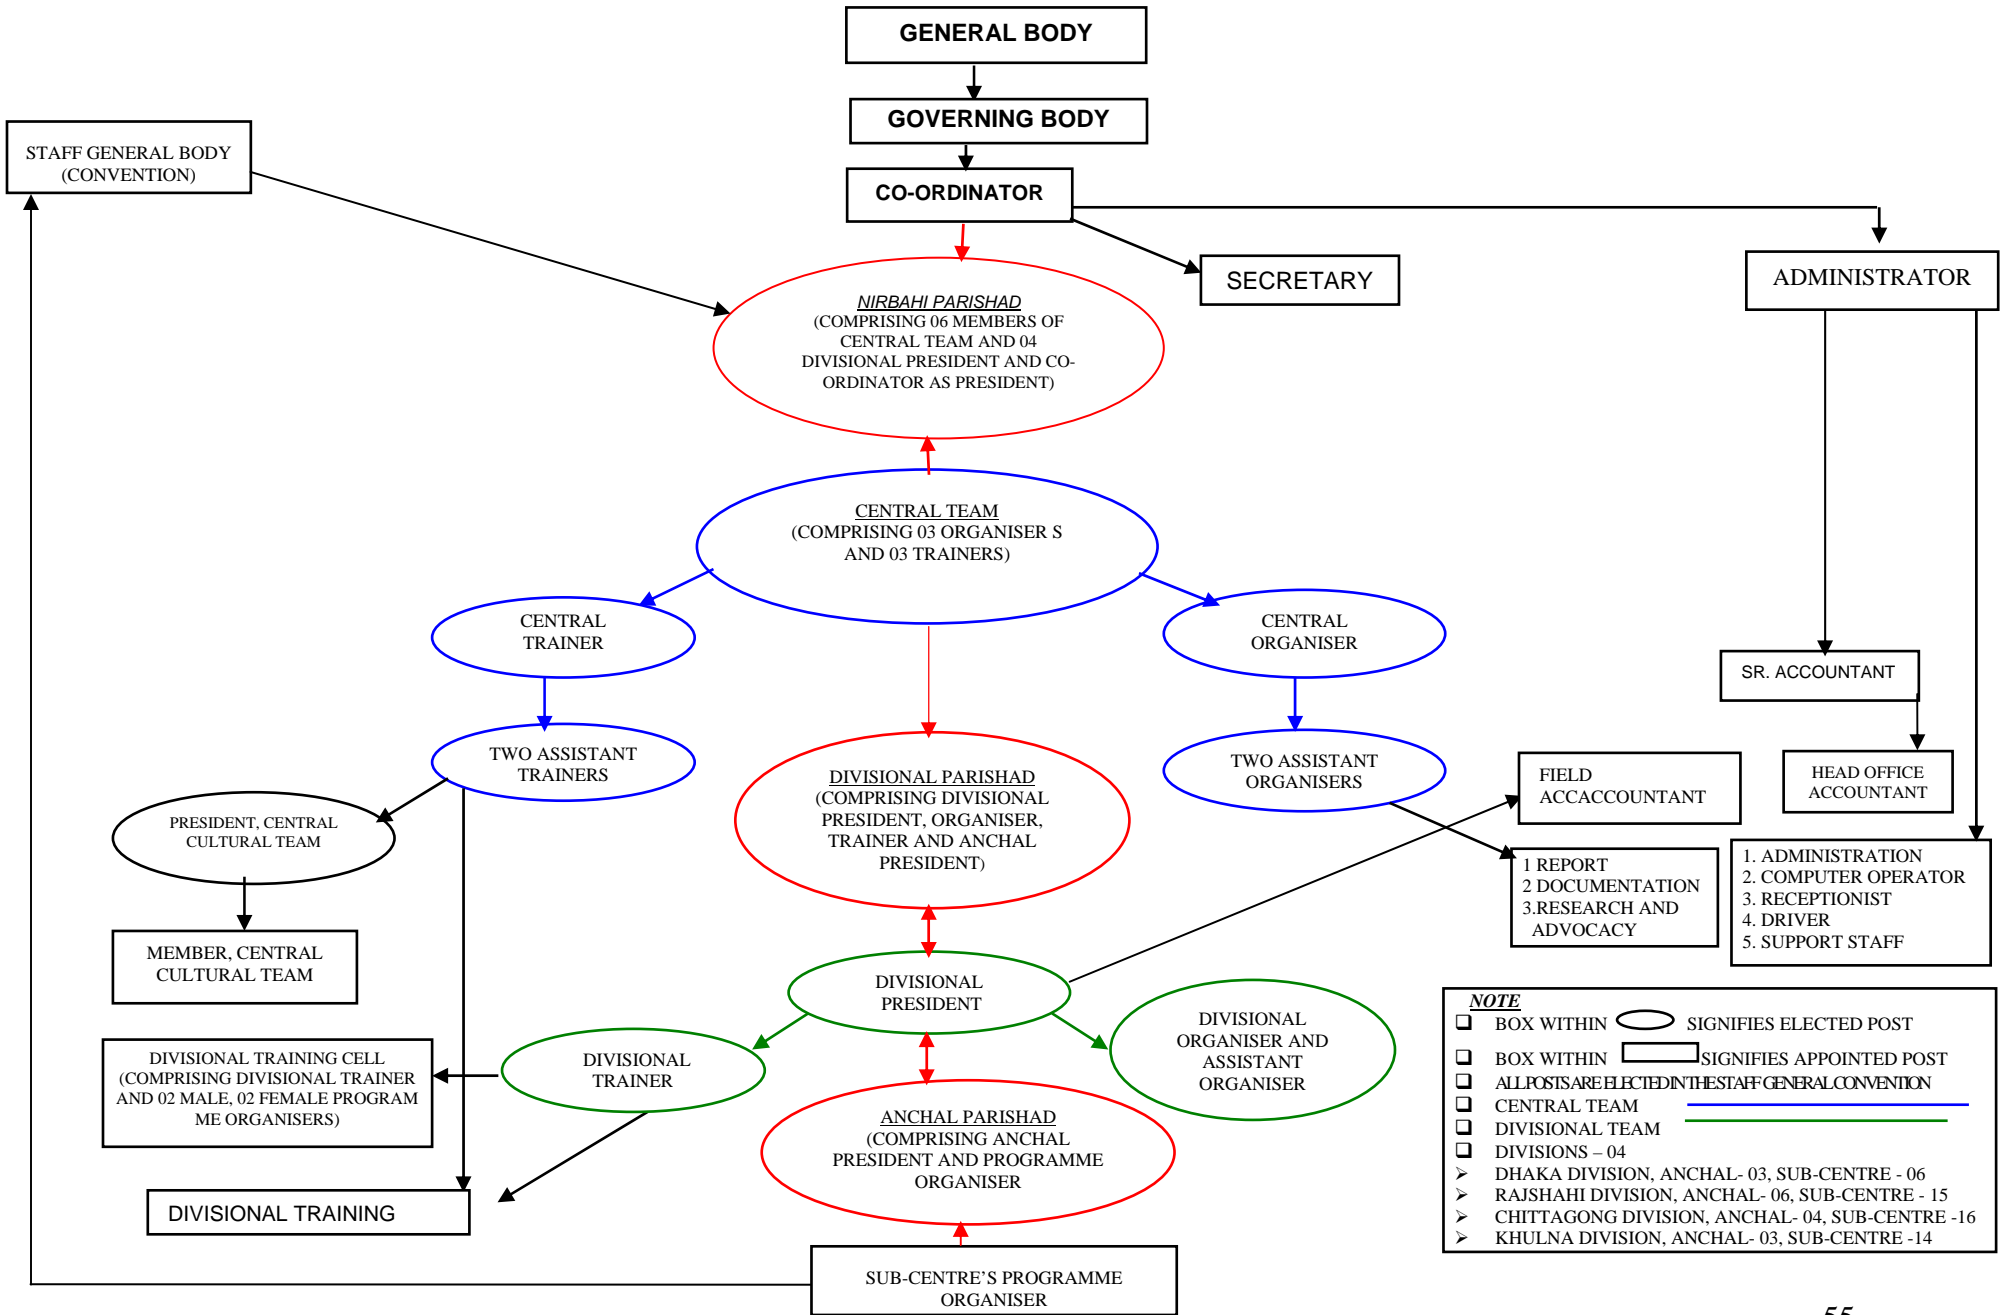 GENERAL BODY
GOVERNING BODY
STAFF GENERAL BODY
(CONVENTION)
CO-ORDINATOR
SECRETARY
ADMINISTRATOR
NIRBAHI PARISHAD
(COMPRISING 06 MEMBERS OF
CENTRAL TEAM AND 04
DIVISIONAL PRESIDENT AND CO-
ORDINATOR AS PRESIDENT)
CENTRAL TEAM
(COMPRISING 03 ORGANISER S
AND 03 TRAINERS)
CENTRAL
TRAINER
CENTRAL
ORGANISER
SR. ACCOUNTANT
TWO ASSISTANT
TRAINERS
TWO ASSISTANT
ORGANISERS
DIVISIONAL PARISHAD
(COMPRISING DIVISIONAL
PRESIDENT, ORGANISER,
TRAINER AND ANCHAL
PRESIDENT)
FIELD
ACCACCOUNTANT
HEAD OFFICE
ACCOUNTANT
PRESIDENT, CENTRAL
CULTURAL TEAM
1 REPORT
2 DOCUMENTATION
3.RESEARCH AND
ADVOCACY
1. ADMINISTRATION
2. COMPUTER OPERATOR
3. RECEPTIONIST
4. DRIVER
5. SUPPORT STAFF
MEMBER, CENTRAL
CULTURAL TEAM
DIVISIONAL
PRESIDENT
DIVISIONAL TRAINING CELL
(COMPRISING DIVISIONAL TRAINER
AND 02 MALE, 02 FEMALE PROGRAM
ME ORGANISERS)
DIVISIONAL
TRAINER
DIVISIONAL
ORGANISER AND
ASSISTANT
ORGANISER
ANCHAL PARISHAD
(COMPRISING ANCHAL
PRESIDENT AND PROGRAMME
ORGANISER
DIVISIONAL TRAINING
SUB-CENTRE’S PROGRAMME
ORGANISER
NOTE
BOX WITHIN SIGNIFIES ELECTED POST
BOX WITHIN SIGNIFIES APPOINTED POST
ALL POSTS ARE ELECTED IN THE STAFF GENERAL CONVENTION
CENTRAL TEAM
DIVISIONAL TEAM
DIVISIONS – 04
DHAKA DIVISION, ANCHAL- 03, SUB-CENTRE - 06
RAJSHAHI DIVISION, ANCHAL- 06, SUB-CENTRE - 15
CHITTAGONG DIVISION, ANCHAL- 04, SUB-CENTRE -16
KHULNA DIVISION, ANCHAL- 03, SUB-CENTRE -14